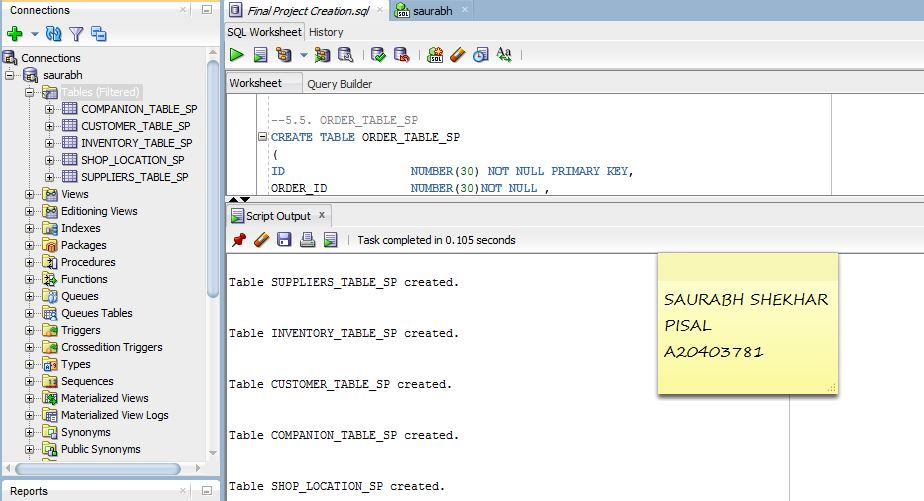 Connections
Connections
saurabh
Tables (Filtered)
COMPANION_TABLE_SP
CUSTOMER_TABLE_SP
INVENTORY_TABLE_SP
SHOP_LOCATION_SP
SUPPLIERS_TABLE_SP
Views
Editioning Views
Indexes
Packages
Procedures
Functions
Queues
Queues Tables
Triggers
Crossedition Triggers
Types
Sequences
Materialized Views
Materialized View Logs
Synonyms
Public Synonyms
Reports
Final Project Creation.sql
saurabh
SQL Worksheet History
Worksheet Query Builder
--5.5. ORDER_TABLE_SP
CREATE TABLE ORDER_TABLE_SP
(
ID NUMBER(30) NOT NULL PRIMARY KEY,
ORDER_ID NUMBER(30)NOT NULL ,
Script Output
Task completed in 0.105 seconds
Table SUPPLIERS_TABLE_SP created.
Table INVENTORY_TABLE_SP created.
Table CUSTOMER_TABLE_SP created.
Table COMPANION_TABLE_SP created.
Table SHOP_LOCATION_SP created.
SAURABH SHEKHAR
PISAL
A20403781